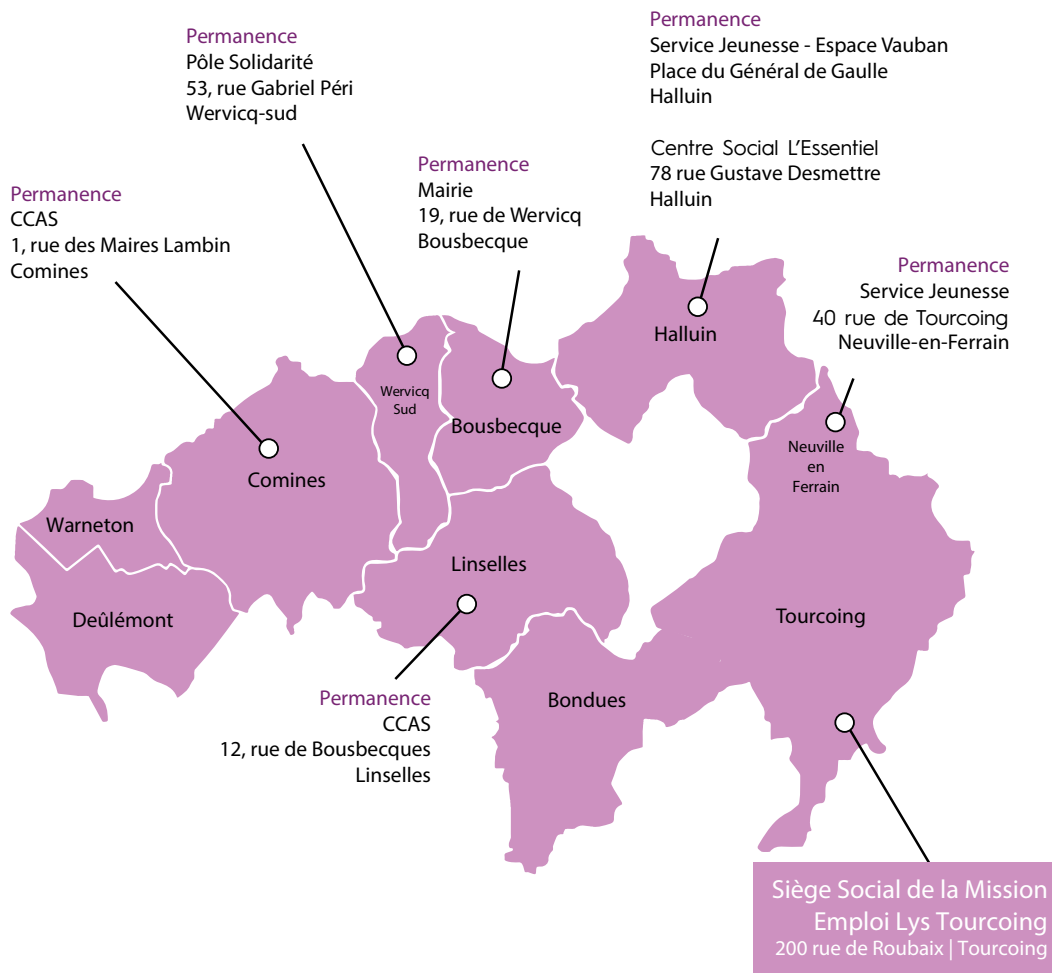 Permanence
Pôle Solidarité
53, rue Gabriel Péri
Wervicq-sud
Permanence
Service Jeunesse - Espace Vauban
Place du Général de Gaulle
Halluin
Centre Social L'Essentiel
78 rue Gustave Desmettre
Halluin
Permanence
Mairie
19, rue de Wervicq
Bousbecque
Permanence
CCAS
1, rue des Maires Lambin
Comines
Permanence
Service Jeunesse
40 rue de Tourcoing
Neuville-en-Ferrain
Halluin
Wervicq
Sud
Bousbecque
Neuville
en
Ferrain
Comines
Warneton
Linselles
Deûlémont
Tourcoing
Bondues
Permanence
CCAS
12, rue de Bousbecques
Linselles
Siège Social de la Mission
Emploi Lys Tourcoing
200 rue de Roubaix | Tourcoing